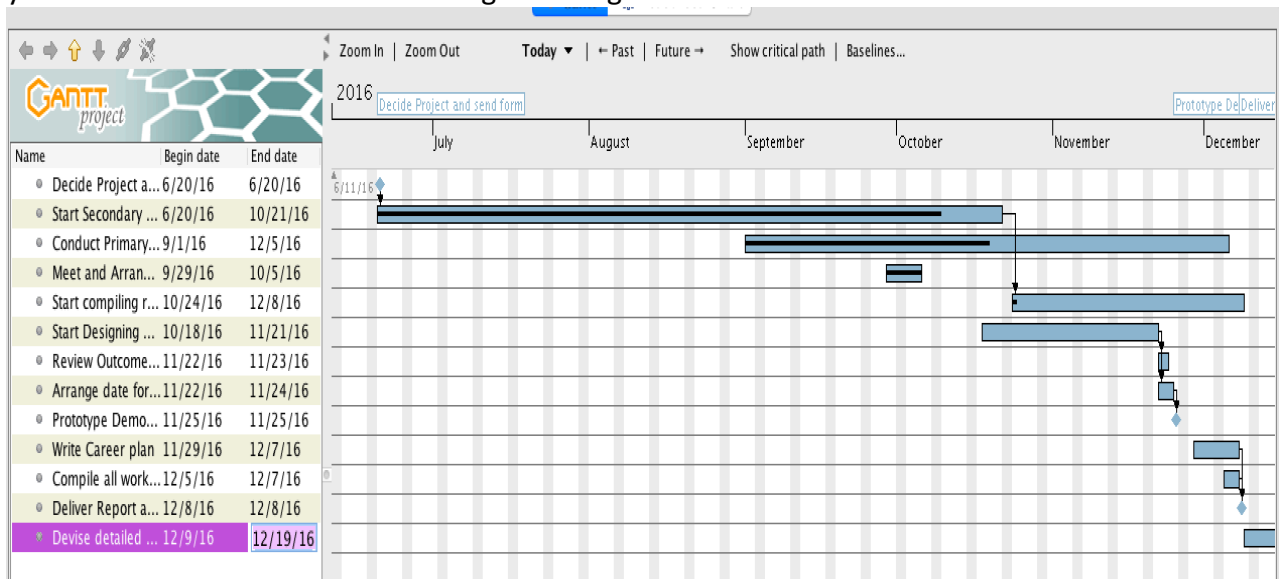 Zoom In | Zoom Out Today ▼ | ← Past | Future → Show critical path | Baselines...
GANTT project
2016
Decide Project and send form
Prototype De Deliver
July August September October November December
Name Begin date End date
6/11/16
Decide Project a... 6/20/16 6/20/16
Start Secondary ... 6/20/16 10/21/16
Conduct Primary... 9/1/16 12/5/16
Meet and Arran... 9/29/16 10/5/16
Start compiling r... 10/24/16 12/8/16
Start Designing ... 10/18/16 11/21/16
Review Outcome... 11/22/16 11/23/16
Arrange date for... 11/22/16 11/24/16
Prototype Demo... 11/25/16 11/25/16
Write Career plan 11/29/16 12/7/16
Compile all work... 12/5/16 12/7/16
Deliver Report a... 12/8/16 12/8/16
Devise detailed ... 12/9/16 12/19/16